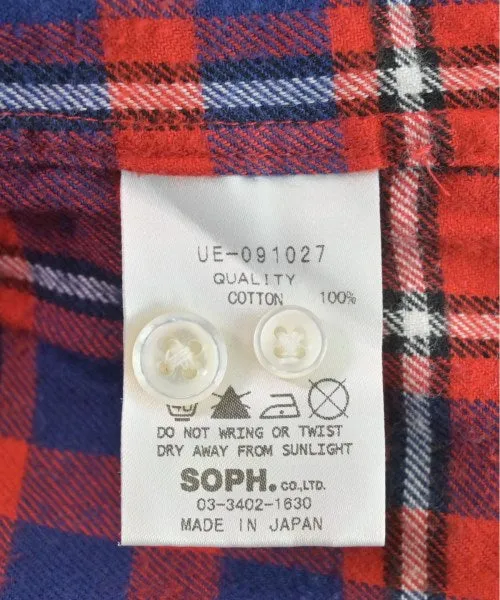 UE-091027
QUALITY
COTTON 100%
DO NOT WRING OR TWIST
DRY AWAY FROM SUNLIGHT
SOPH. CO.,LTD.
03-3402-1630
MADE IN JAPAN